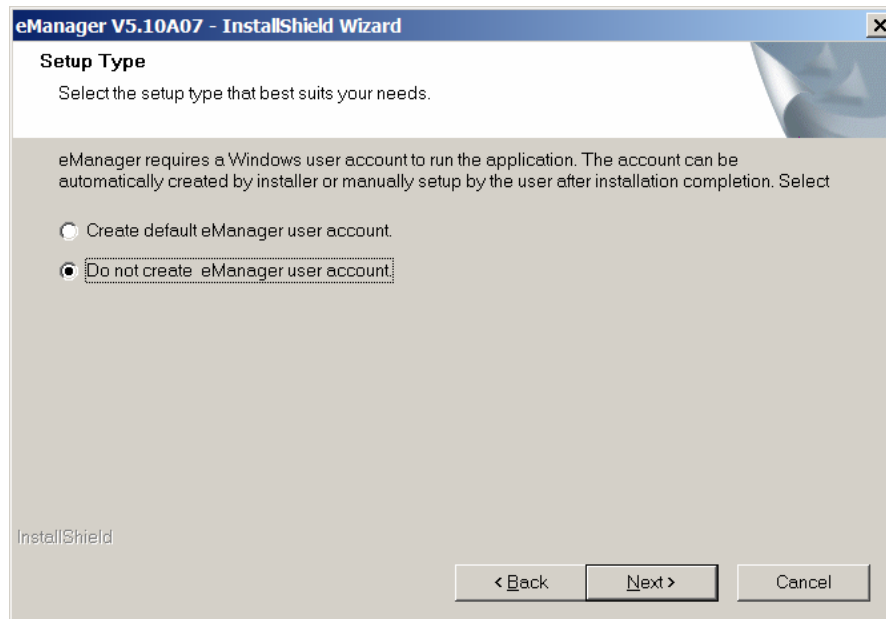 eManager V5.10A07 - InstallShield Wizard
Setup Type
Select the setup type that best suits your needs.
eManager requires a Windows user account to run the application. The account can be
automatically created by installer or manually setup by the user after installation completion. Select
Create default eManager user account.
Do not create eManager user account.
InstallShield
< Back Next > Cancel